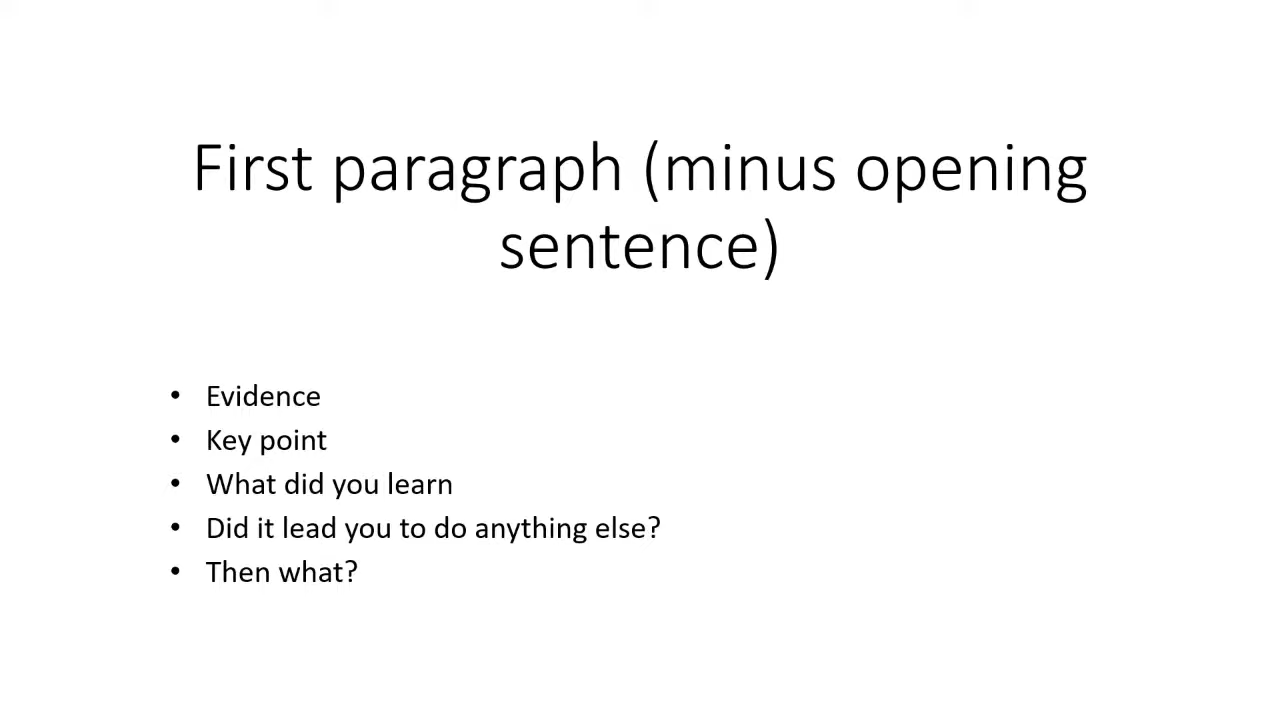 First paragraph (minus opening
sentence)
• Evidence
• Key point
• What did you learn
• Did it lead you to do anything else?
• Then what?